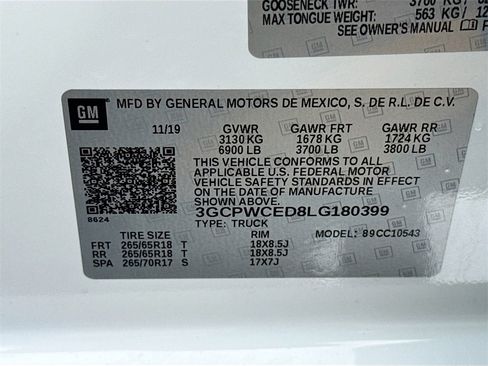 GOOSENECK TWR: 3700 KG /
MAX TONGUE WEIGHT: 563 KG / 12
SEE OWNER'S MANUAL
GM
MFD BY GENERAL MOTORS DE MEXICO, S. DE R.L. DE C.V.
11/19 GVWR GAWR FRT GAWR RR
3130 KG 1678 KG 1724 KG
6900 LB 3700 LB 3800 LB
THIS VEHICLE CONFORMS TO ALL
APPLICABLE U.S. FEDERAL MOTOR
VEHICLE SAFETY STANDARDS IN EFFECT
ON THE DATE OF MANUFACTURE
SHOWN ABOVE.
3GCPWCED8LG180399
8624
TYPE: TRUCK
TIRE SIZE RIM MODEL: 89CC10543
FRT 265/65R18 T 18X8.5J
RR 265/65R18 T 18X8.5J
SPA 265/70R17 S 17X7J